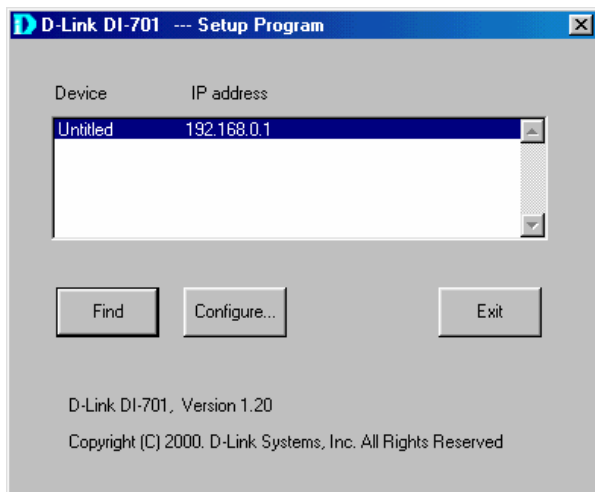 D-Link DI-701 --- Setup Program
Device IP address
Untitled 192.168.0.1
Find Configure... Exit
D-Link DI-701, Version 1.20
Copyright (C) 2000. D-Link Systems, Inc. All Rights Reserved